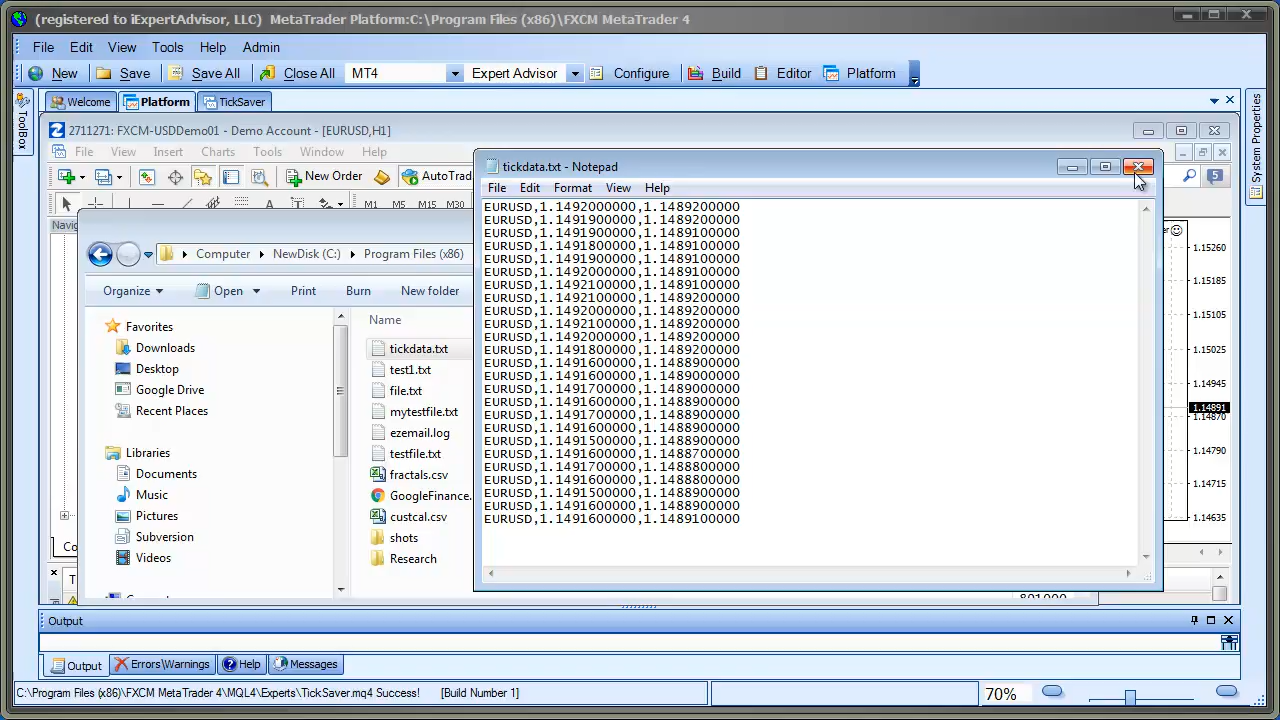 (registered to iExpertAdvisor, LLC) MetaTrader Platform:C:\Program Files (x86)\FXCM MetaTrader 4
File Edit View Tools Help Admin
New Save Save All Close All MT4 Expert Advisor Configure Build Editor Platform
Welcome Platform TickSaver
ToolBox
System Properties
2711271: FXCM-USDDemo01 - Demo Account - [EURUSD,H1]
File View Insert Charts Tools Window Help
New Order AutoTrad
5
M1 M5 M15 M30 H1
Navig
tickdata.txt - Notepad
File Edit Format View Help
EURUSD,1.1492000000,1.1489200000
EURUSD,1.1491900000,1.1489200000
EURUSD,1.1491900000,1.1489100000
EURUSD,1.1491800000,1.1489100000
EURUSD,1.1491900000,1.1489100000
EURUSD,1.1492000000,1.1489100000
EURUSD,1.1492100000,1.1489100000
EURUSD,1.1492100000,1.1489200000
EURUSD,1.1492000000,1.1489200000
EURUSD,1.1492100000,1.1489200000
EURUSD,1.1492000000,1.1489200000
EURUSD,1.1491800000,1.1489200000
EURUSD,1.1491600000,1.1488900000
EURUSD,1.1491600000,1.1489000000
EURUSD,1.1491700000,1.1489000000
EURUSD,1.1491600000,1.1488900000
EURUSD,1.1491700000,1.1488900000
EURUSD,1.1491600000,1.1488900000
EURUSD,1.1491500000,1.1488900000
EURUSD,1.1491600000,1.1488700000
EURUSD,1.1491700000,1.1488800000
EURUSD,1.1491600000,1.1488800000
EURUSD,1.1491500000,1.1488900000
EURUSD,1.1491600000,1.1488900000
EURUSD,1.1491600000,1.1489100000
Computer NewDisk (C:) Program Files (x86)
Organize Open Print Burn New folder
Favorites
Downloads
Desktop
Google Drive
Recent Places
Libraries
Documents
Music
Pictures
Subversion
Videos
Name
tickdata.txt
test1.txt
file.txt
mytestfile.txt
ezemail.log
testfile.txt
fractals.csv
GoogleFinance.
custcal.csv
shots
Research
1.15260
1.15185
1.15105
1.15025
1.14945
1.14891
1.14870
1.14790
1.14715
1.14635
Co
T
Output
Output Errors\Warnings Help Messages
C:\Program Files (x86)\FXCM MetaTrader 4\MQL4\Experts\TickSaver.mq4 Success! [Build Number 1]
70%